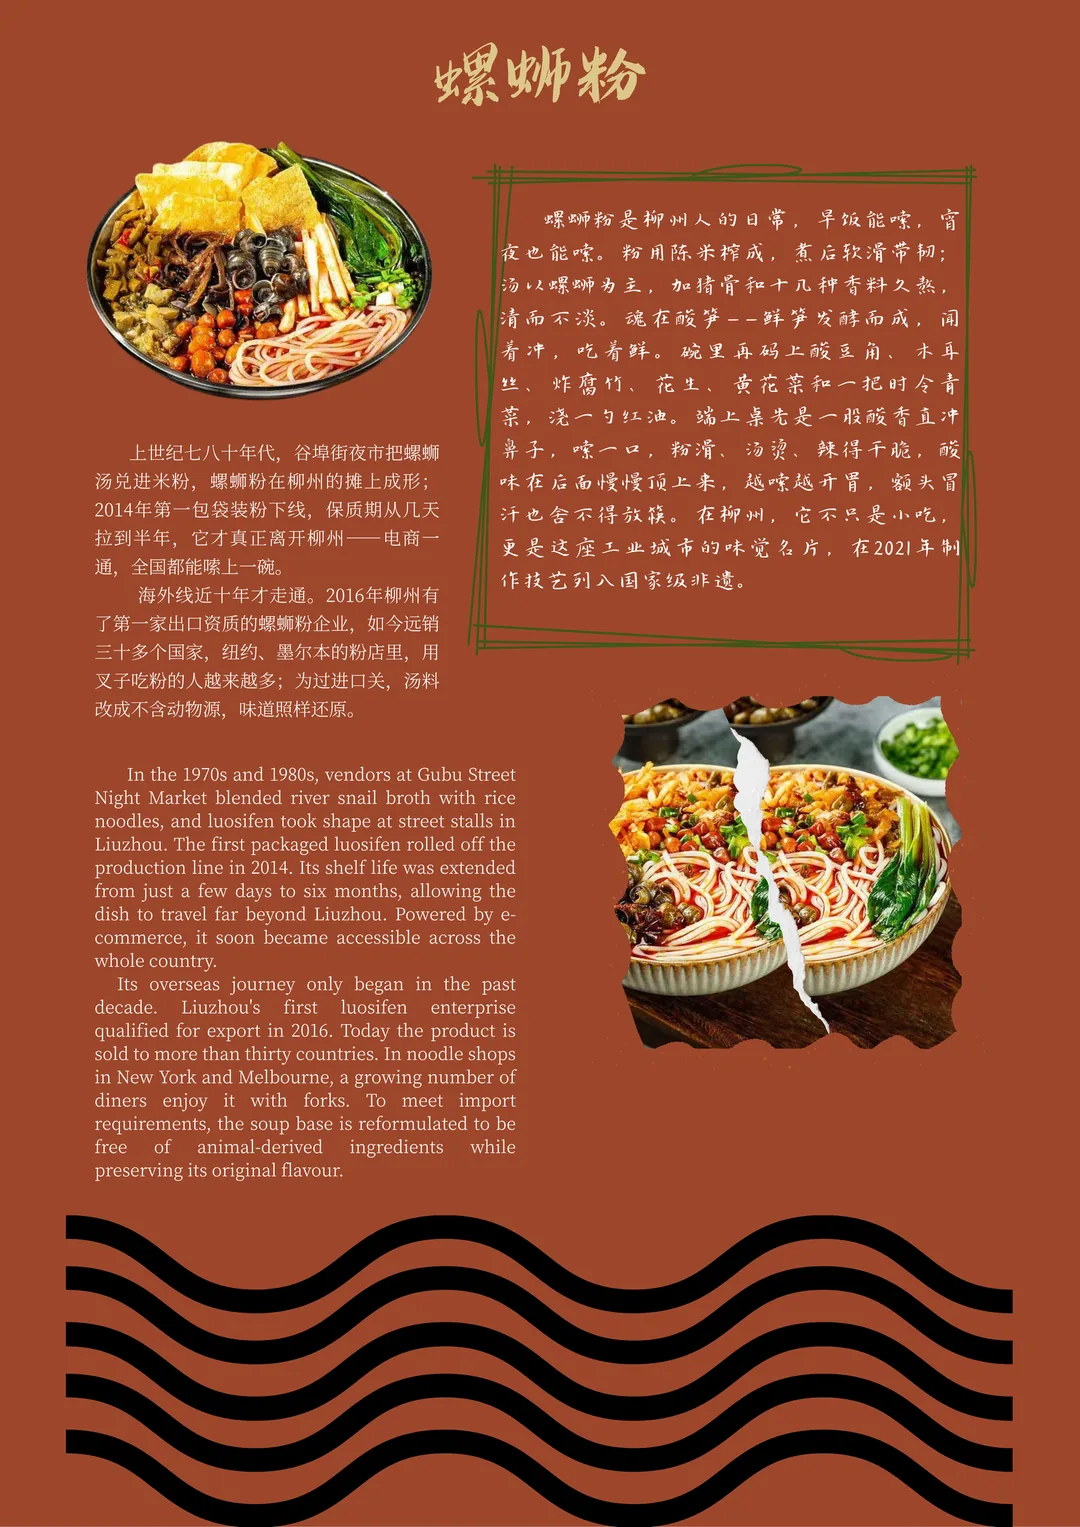 螺蛳粉
螺蛳粉是柳州人的日常，早饭能嗦，宵
夜也能嗦。粉用陈米榨成，煮后软滑带韧；
汤以螺蛳为主，加猪骨和十几种香料久熬，
清而不淡。魂在酸笋——鲜笋发酵而成，闻
着冲，吃着鲜。碗里再码上酸豆角、木耳
丝、炸腐竹、花生、黄花菜和一把时令青
菜，浇一勺红油。端上桌先是一股酸香直冲
鼻子，嗦一口，粉滑、汤烫、辣得干脆，酸
味在后面慢慢顶上来，越嗦越开胃，额头冒
汗也舍不得放筷。在柳州，它不只是小吃，
更是这座工业城市的味觉名片，在2021年制
作技艺列入国家级非遗。
上世纪七八十年代，谷埠街夜市把螺蛳
汤兑进米粉，螺蛳粉在柳州的摊上成形；
2014年第一包袋装粉下线，保质期从几天
拉到半年，它才真正离开柳州——电商一
通，全国都能嗦上一碗。
海外线近十年才走通。2016年柳州有
了第一家出口资质的螺蛳粉企业，如今远销
三十多个国家，纽约、墨尔本的粉店里，用
叉子吃粉的人越来越多；为过进口关，汤料
改成不含动物源，味道照样还原。
In the 1970s and 1980s, vendors at Gubu Street
Night Market blended river snail broth with rice
noodles, and luosifen took shape at street stalls in
Liuzhou. The first packaged luosifen rolled off the
production line in 2014. Its shelf life was extended
from just a few days to six months, allowing the
dish to travel far beyond Liuzhou. Powered by e-
commerce, it soon became accessible across the
whole country.
Its overseas journey only began in the past
decade. Liuzhou's first luosifen enterprise
qualified for export in 2016. Today the product is
sold to more than thirty countries. In noodle shops
in New York and Melbourne, a growing number of
diners enjoy it with forks. To meet import
requirements, the soup base is reformulated to be
free of animal-derived ingredients while
preserving its original flavour.